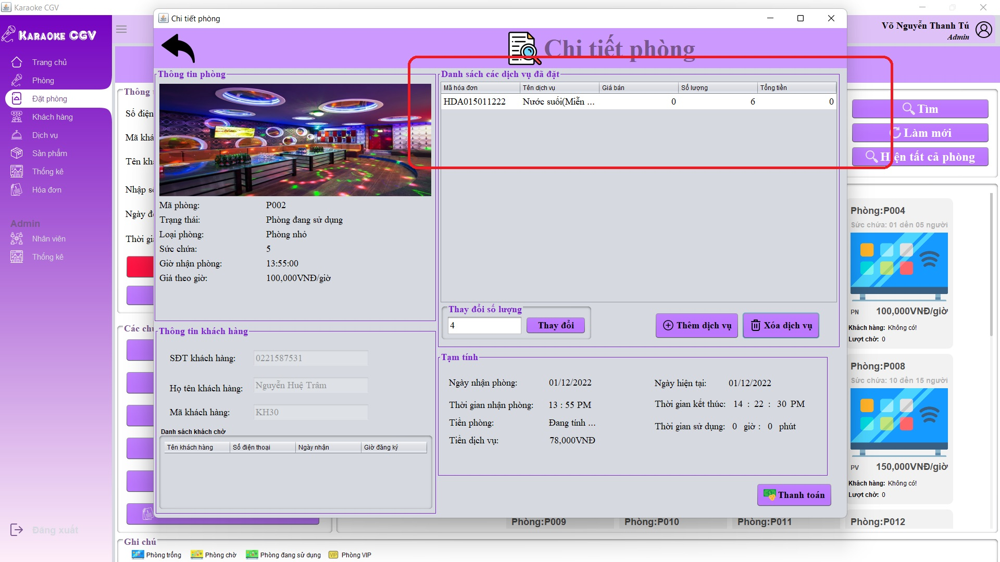 Karaoke CGV
KARAOKE CGV
Trang chủ
Phòng
Đặt phòng
Khách hàng
Dịch vụ
Sản phẩm
Thống kê
Hóa đơn
Admin
Nhân viên
Thống kê
Đăng xuất
Võ Nguyễn Thanh Tú
Admin
Thông
Số điện
Mã khá
Tên khá
Nhập số
Ngày đ
Thời gi
Các ch
Chi tiết phòng
Chi tiết phòng
Thông tin phòng
Mã phòng: P002
Trạng thái: Phòng đang sử dụng
Loại phòng: Phòng nhỏ
Sức chứa: 5
Giờ nhận phòng: 13:55:00
Giá theo giờ: 100,000VNĐ/giờ
Thông tin khách hàng
SĐT khách hàng: 0221587531
Họ tên khách hàng: Nguyễn Huệ Trâm
Mã khách hàng: KH30
Danh sách khách chờ
Tên khách hàng Số điện thoại Ngày nhận Giờ đăng ký
Danh sách các dịch vụ đã đặt
Mã hóa đơn Tên dịch vụ Giá bán Số lượng Tổng tiền
HDA015011222 Nước suối(Miễn ... 0 6 0
Thay đổi số lượng
4 Thay đổi
Thêm dịch vụ
Xóa dịch vụ
Tạm tính
Ngày nhận phòng: 01/12/2022 Ngày hiện tại: 01/12/2022
Thời gian nhận phòng: 13 : 55 PM Thời gian kết thúc: 14 : 22 : 30 PM
Tiền phòng: Đang tính ... Thời gian sử dụng: 0 giờ : 0 phút
Tiền dịch vụ: 78,000VNĐ
Thanh toán
Tìm
Làm mới
Hiện tất cả phòng
Phòng:P004
Sức chứa: 01 đến 05 người
PN 100,000VNĐ/giờ
Khách hàng: Không có!
Lượt chờ: 0
Phòng:P008
Sức chứa: 10 đến 15 người
PV 150,000VNĐ/giờ
Khách hàng: Không có!
Lượt chờ: 0
Phòng:P009 Phòng:P010 Phòng:P011 Phòng:P012
Ghi chú
Phòng trống Phòng chờ Phòng đang sử dụng VIP Phòng VIP